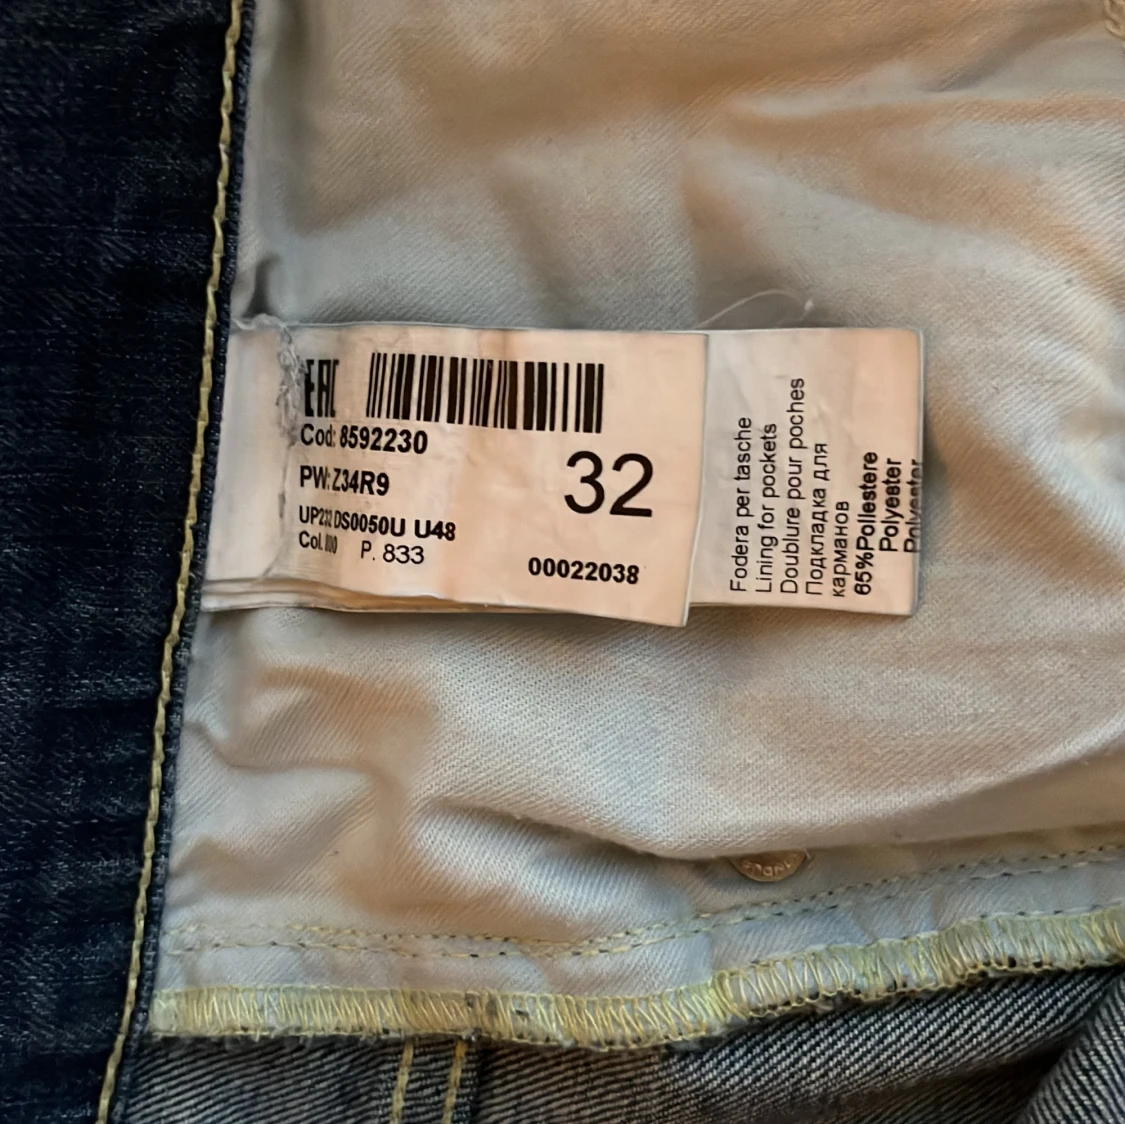 EAC
Cod: 8592230
PW: Z34R9
32
UP232 DS0050U U48
Col. 800 P. 833
00022038
Fodera per tasche
Lining for pockets
Doublure pour poches
Подкладка для
карманов
65%Poliestere
Polyester
Polyester